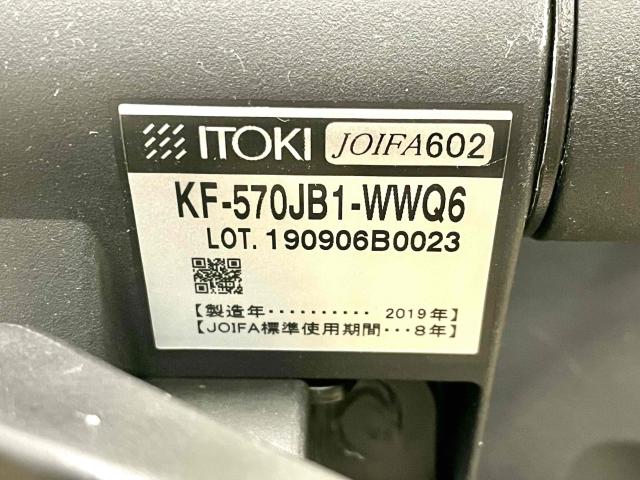 ITOKI JOIFA602
KF-570JB1-WWQ6
LOT. 190906B0023
【製造年・・・・・・・・・・ 2019年】
【JOIFA標準使用期間・・・8年】